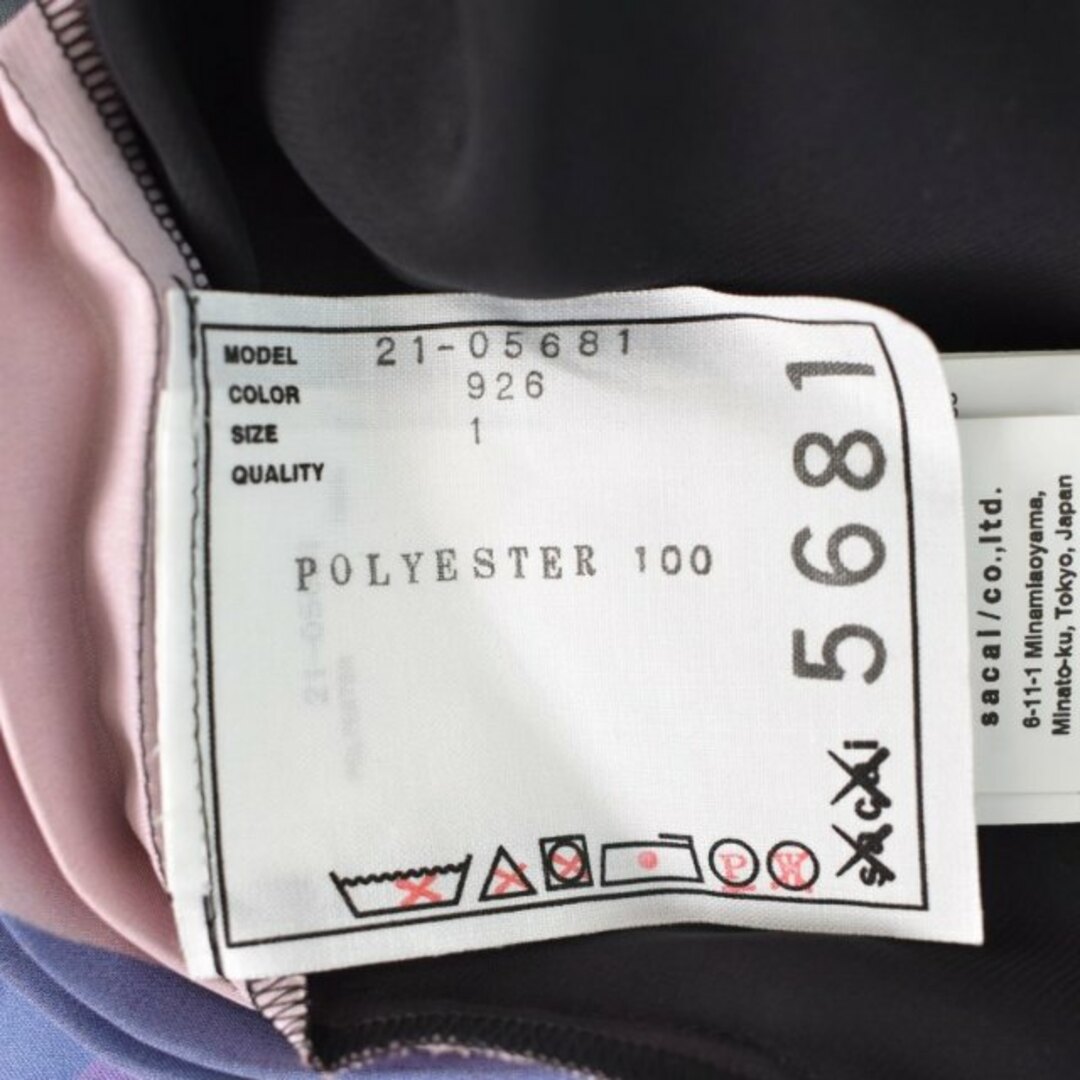 MODEL 21-05681
COLOR 926
SIZE 1
QUALITY
POLYESTER 100
5681
sacai
P
W
sacai/co.,ltd.
6-11-1 Minamiaoyama,
Minato-ku, Tokyo, Japan